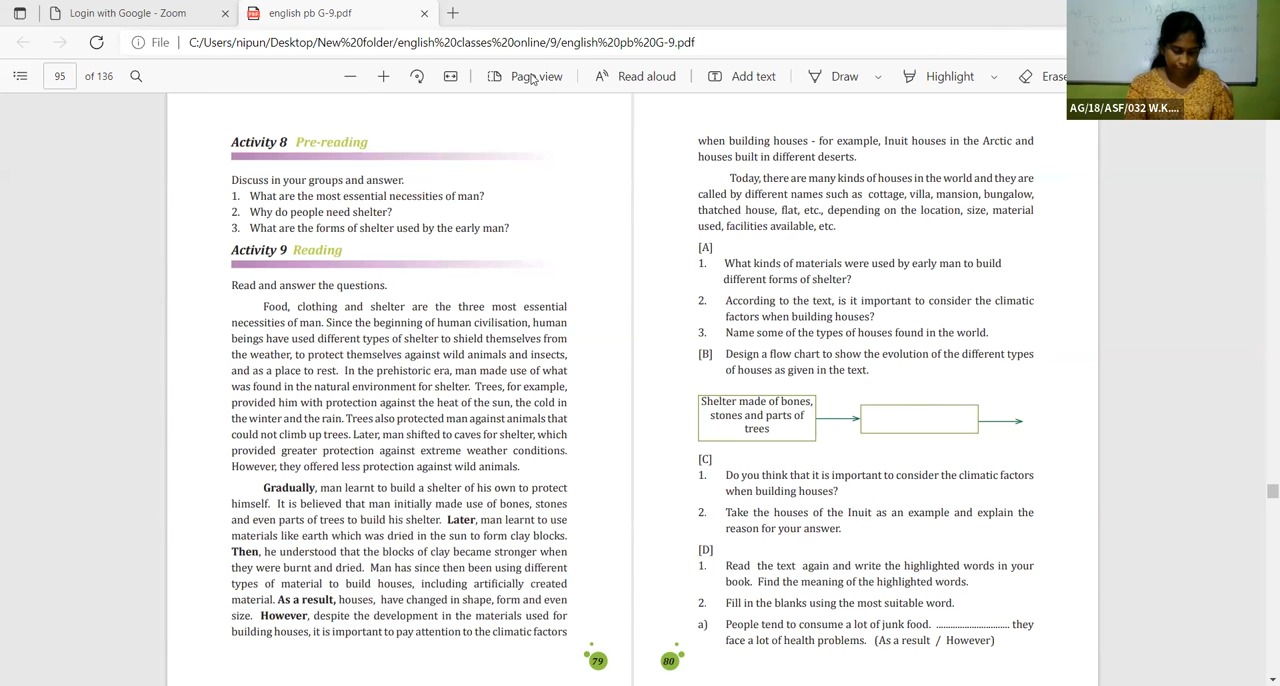 Login with Google - Zoom
english pb G-9.pdf
File
C:/Users/nipun/Desktop/New%20folder/english%20classes%20online/9/english%20pb%20G-9.pdf
95 of 136
Page view
Read aloud
Add text
Draw
Highlight
Erase
AG/18/ASF/032 W.K....
Activity 8 Pre-reading
Discuss in your groups and answer.
1. What are the most essential necessities of man?
2. Why do people need shelter?
3. What are the forms of shelter used by the early man?
Activity 9 Reading
Read and answer the questions.
Food, clothing and shelter are the three most essential
necessities of man. Since the beginning of human civilisation, human
beings have used different types of shelter to shield themselves from
the weather, to protect themselves against wild animals and insects,
and as a place to rest. In the prehistoric era, man made use of what
was found in the natural environment for shelter. Trees, for example,
provided him with protection against the heat of the sun, the cold in
the winter and the rain. Trees also protected man against animals that
could not climb up trees. Later, man shifted to caves for shelter, which
provided greater protection against extreme weather conditions.
However, they offered less protection against wild animals.
Gradually, man learnt to build a shelter of his own to protect
himself. It is believed that man initially made use of bones, stones
and even parts of trees to build his shelter. Later, man learnt to use
materials like earth which was dried in the sun to form clay blocks.
Then, he understood that the blocks of clay became stronger when
they were burnt and dried. Man has since then been using different
types of material to build houses, including artificially created
material. As a result, houses, have changed in shape, form and even
size. However, despite the development in the materials used for
building houses, it is important to pay attention to the climatic factors
79
when building houses - for example, Inuit houses in the Arctic and
houses built in different deserts.
Today, there are many kinds of houses in the world and they are
called by different names such as cottage, villa, mansion, bungalow,
thatched house, flat, etc., depending on the location, size, material
used, facilities available, etc.
[A]
1. What kinds of materials were used by early man to build
different forms of shelter?
2. According to the text, is it important to consider the climatic
factors when building houses?
3. Name some of the types of houses found in the world.
[B] Design a flow chart to show the evolution of the different types
of houses as given in the text.
Shelter made of bones,
stones and parts of
trees
[C]
1. Do you think that it is important to consider the climatic factors
when building houses?
2. Take the houses of the Inuit as an example and explain the
reason for your answer.
[D]
1. Read the text again and write the highlighted words in your
book. Find the meaning of the highlighted words.
2. Fill in the blanks using the most suitable word.
a) People tend to consume a lot of junk food. .............................. they
face a lot of health problems. (As a result / However)
80